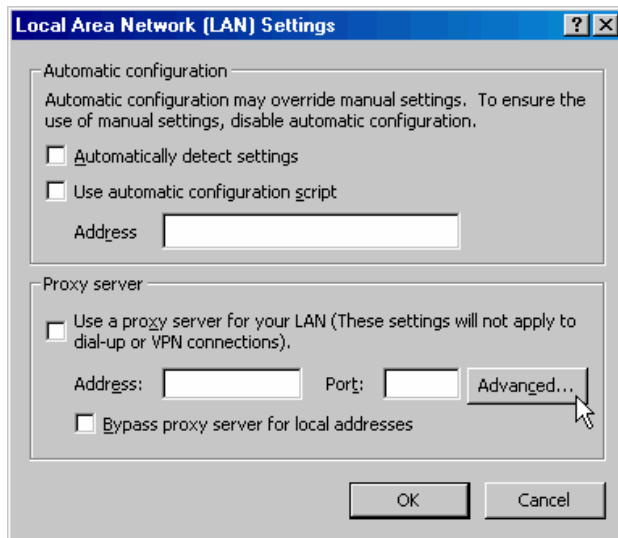 Local Area Network (LAN) Settings
Automatic configuration
Automatic configuration may override manual settings. To ensure the
use of manual settings, disable automatic configuration.
Automatically detect settings
Use automatic configuration script
Address
Proxy server
Use a proxy server for your LAN (These settings will not apply to
dial-up or VPN connections).
Address: Port: Advanced...
Bypass proxy server for local addresses
OK Cancel